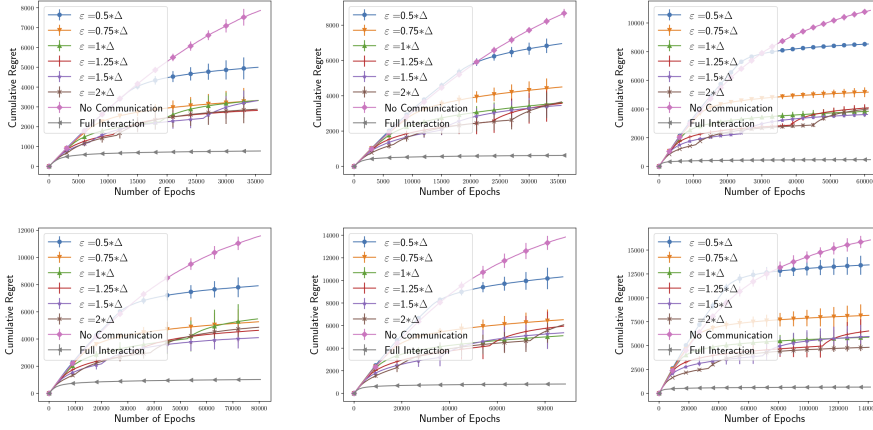 8000
7000
6000
5000
4000
3000
2000
1000
0
Cumulative Regret
ε =0.5*Δ
ε =0.75*Δ
ε =1*Δ
ε =1.25*Δ
ε =1.5*Δ
ε =2*Δ
No Communication
Full Interaction
0 5000 10000 15000 20000 25000 30000 35000
Number of Epochs
8000
6000
4000
2000
0
Cumulative Regret
ε =0.5*Δ
ε =0.75*Δ
ε =1*Δ
ε =1.25*Δ
ε =1.5*Δ
ε =2*Δ
No Communication
Full Interaction
0 5000 10000 15000 20000 25000 30000 35000
Number of Epochs
10000
8000
6000
4000
2000
0
Cumulative Regret
ε =0.5*Δ
ε =0.75*Δ
ε =1*Δ
ε =1.25*Δ
ε =1.5*Δ
ε =2*Δ
No Communication
Full Interaction
0 10000 20000 30000 40000 50000 60000
Number of Epochs
12000
10000
8000
6000
4000
2000
0
Cumulative Regret
ε =0.5*Δ
ε =0.75*Δ
ε =1*Δ
ε =1.25*Δ
ε =1.5*Δ
ε =2*Δ
No Communication
Full Interaction
0 10000 20000 30000 40000 50000 60000 70000 80000
Number of Epochs
14000
12000
10000
8000
6000
4000
2000
0
Cumulative Regret
ε =0.5*Δ
ε =0.75*Δ
ε =1*Δ
ε =1.25*Δ
ε =1.5*Δ
ε =2*Δ
No Communication
Full Interaction
0 20000 40000 60000 80000
Number of Epochs
15000
12500
10000
7500
5000
2500
0
Cumulative Regret
ε =0.5*Δ
ε =0.75*Δ
ε =1*Δ
ε =1.25*Δ
ε =1.5*Δ
ε =2*Δ
No Communication
Full Interaction
0 20000 40000 60000 80000 100000 120000 14000
Number of Epochs